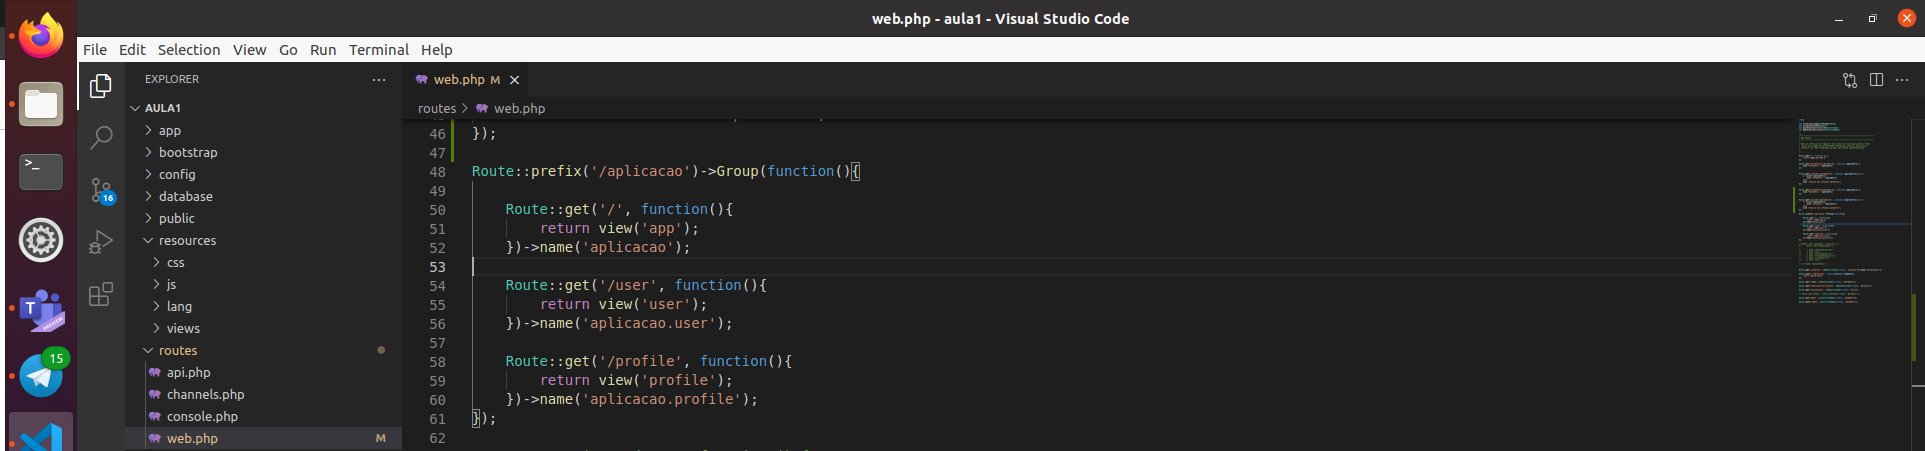 web.php - aula1 - Visual Studio Code
File Edit Selection View Go Run Terminal Help
EXPLORER
AULA1
app
bootstrap
config
database
public
resources
css
js
lang
views
routes
api.php
channels.php
console.php
web.php M
16
15
>_
T
PREVIEW
web.php M
routes > web.php
46 });
47
48 Route::prefix('/aplicacao')->Group(function(){
49
50 Route::get('/', function(){
51 return view('app');
52 })->name('aplicacao');
53
54 Route::get('/user', function(){
55 return view('user');
56 })->name('aplicacao.user');
57
58 Route::get('/profile', function(){
59 return view('profile');
60 })->name('aplicacao.profile');
61 });
62